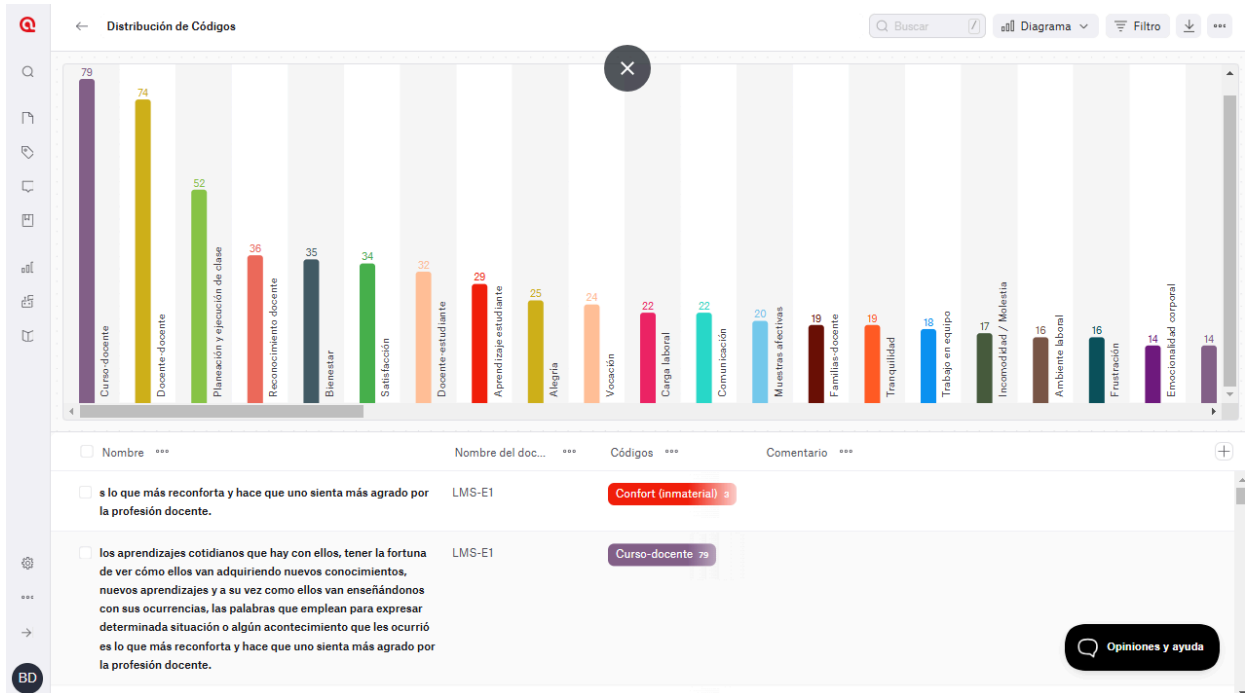 Distribución de Códigos
Buscar /
Diagrama
Filtro
79
74
52
36
35
34
32
29
25
24
22
22
20
19
19
18
17
16
16
14
14
Curso-docente
Docente-docente
Planeación y ejecución de clase
Reconocimiento docente
Bienestar
Satisfacción
Docente-estudiante
Aprendizaje estudiante
Alegría
Vocación
Carga laboral
Comunicación
Muestras afectivas
Familias-docente
Tranquilidad
Trabajo en equipo
Incomodidad / Molestia
Ambiente laboral
Frustración
Emocionalidad corporal
Nombre
Nombre del doc...
Códigos
Comentario
s lo que más reconforta y hace que uno sienta más agrado por
la profesión docente.
LMS-E1
Confort (inmaterial) 3
los aprendizajes cotidianos que hay con ellos, tener la fortuna
de ver cómo ellos van adquiriendo nuevos conocimientos,
nuevos aprendizajes y a su vez como ellos van enseñándonos
con sus ocurrencias, las palabras que emplean para expresar
determinada situación o algún acontecimiento que les ocurrió
es lo que más reconforta y hace que uno sienta más agrado por
la profesión docente.
LMS-E1
Curso-docente 79
Opiniones y ayuda
BD